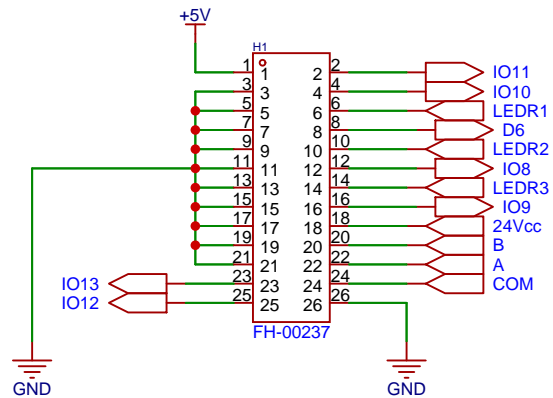 +5V
H1
1 1 2 2 IO11
3 3 4 4 IO10
5 5 6 6 LEDR1
7 7 8 8 D6
9 9 10 10 LEDR2
11 11 12 12 IO8
13 13 14 14 LEDR3
15 15 16 16 IO9
17 17 18 18 24Vcc
19 19 20 20 B
21 21 22 22 A
IO13 23 23 24 24 COM
IO12 25 25 26 26
FH-00237
GND GND